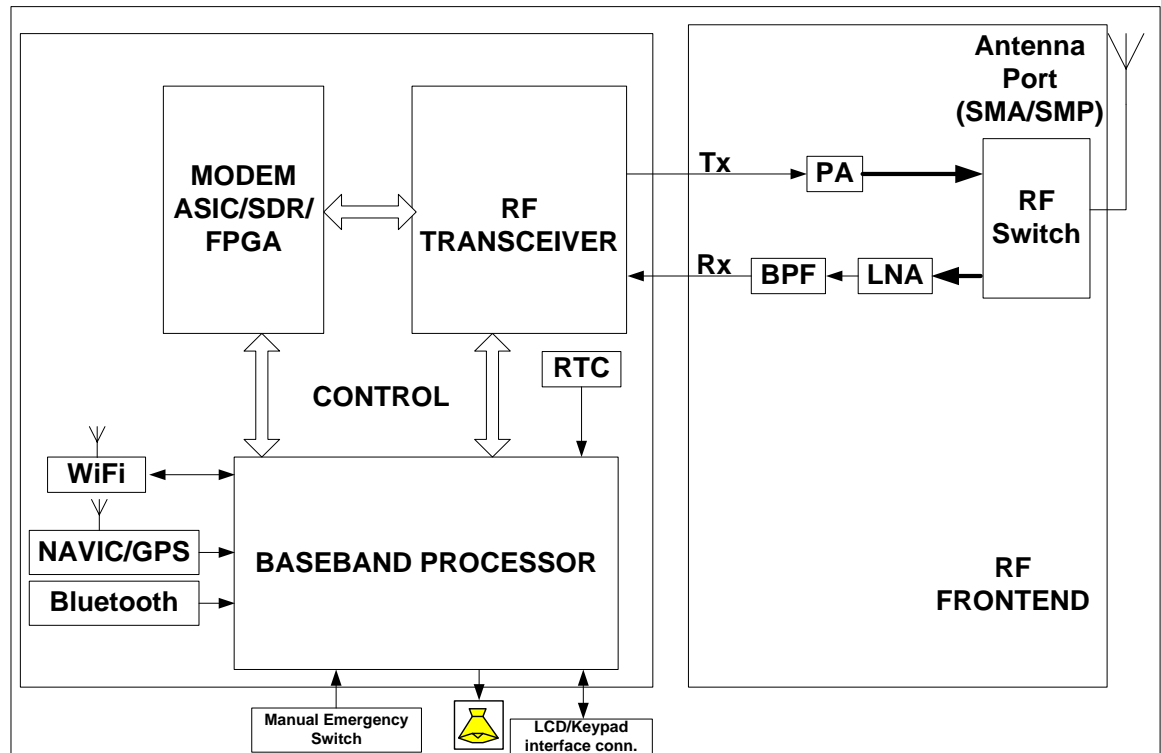 MODEM
ASIC/SDR/
FPGA
RF
TRANSCEIVER
Tx
PA
Antenna
Port
(SMA/SMP)
RF
Switch
Rx
BPF
LNA
CONTROL
RTC
WiFi
NAVIC/GPS
Bluetooth
BASEBAND PROCESSOR
RF
FRONTEND
Manual Emergency
Switch
LCD/Keypad
interface conn.